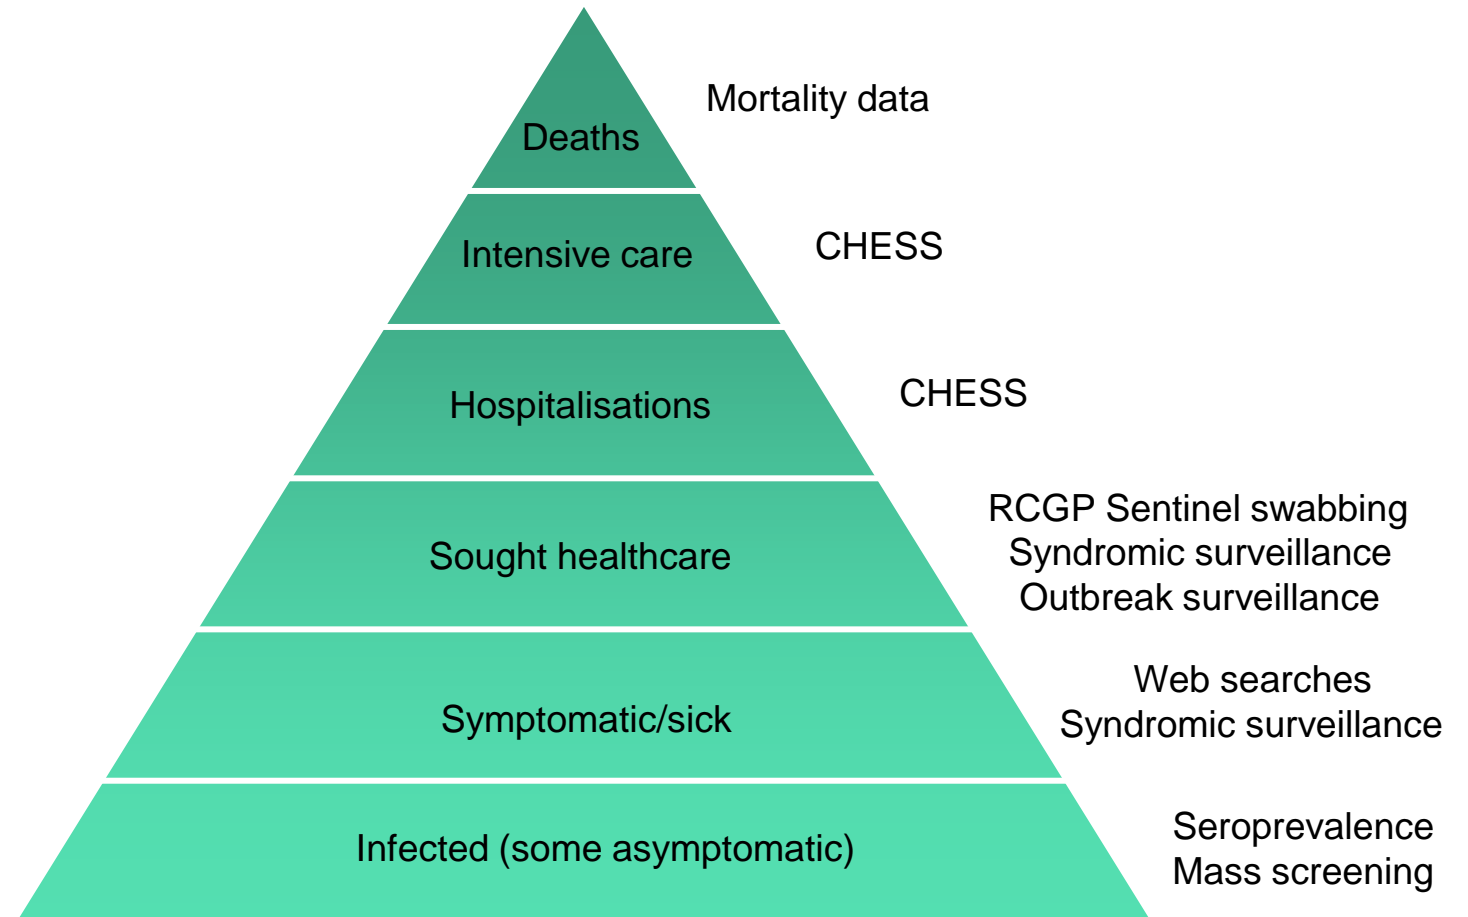 Mortality data
Deaths
Intensive care
CHESS
Hospitalisations
CHESS
Sought healthcare
RCGP Sentinel swabbing
Syndromic surveillance
Outbreak surveillance
Symptomatic/sick
Web searches
Syndromic surveillance
Infected (some asymptomatic)
Seroprevalence
Mass screening